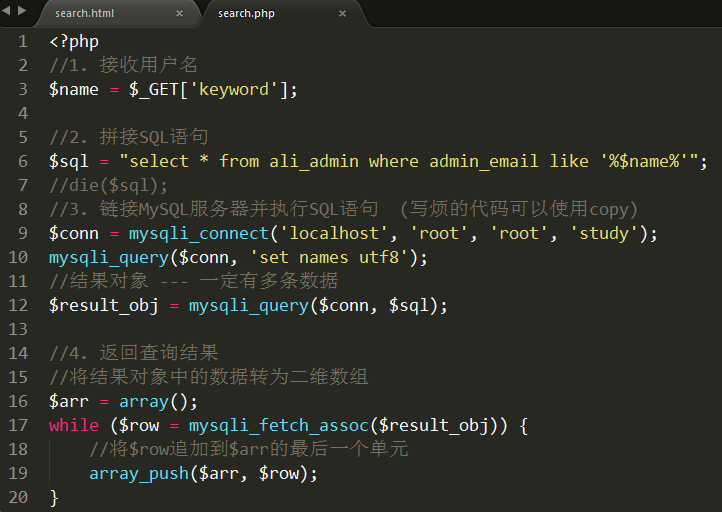 search.html × search.php ×
1 <?php
2 //1. 接收用户名
3 $name = $_GET['keyword'];
4
5 //2. 拼接SQL语句
6 $sql = "select * from ali_admin where admin_email like '%$name%'";
7 //die($sql);
8 //3. 链接MySQL服务器并执行SQL语句 (写烦的代码可以使用copy)
9 $conn = mysqli_connect('localhost', 'root', 'root', 'study');
10 mysqli_query($conn, 'set names utf8');
11 //结果对象 --- 一定有多条数据
12 $result_obj = mysqli_query($conn, $sql);
13
14 //4. 返回查询结果
15 //将结果对象中的数据转为二维数组
16 $arr = array();
17 while ($row = mysqli_fetch_assoc($result_obj)) {
18 //将$row追加到$arr的最后一个单元
19 array_push($arr, $row);
20 }